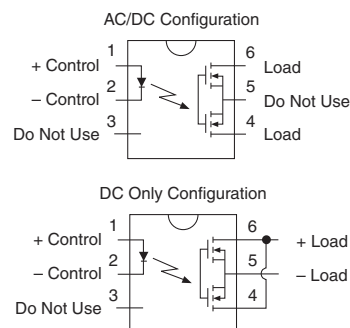 AC/DC Configuration
1 6
+ Control Load
2 5
– Control Do Not Use
3 4
Do Not Use Load
DC Only Configuration
1 6
+ Control + Load
2 5
– Control – Load
3 4
Do Not Use